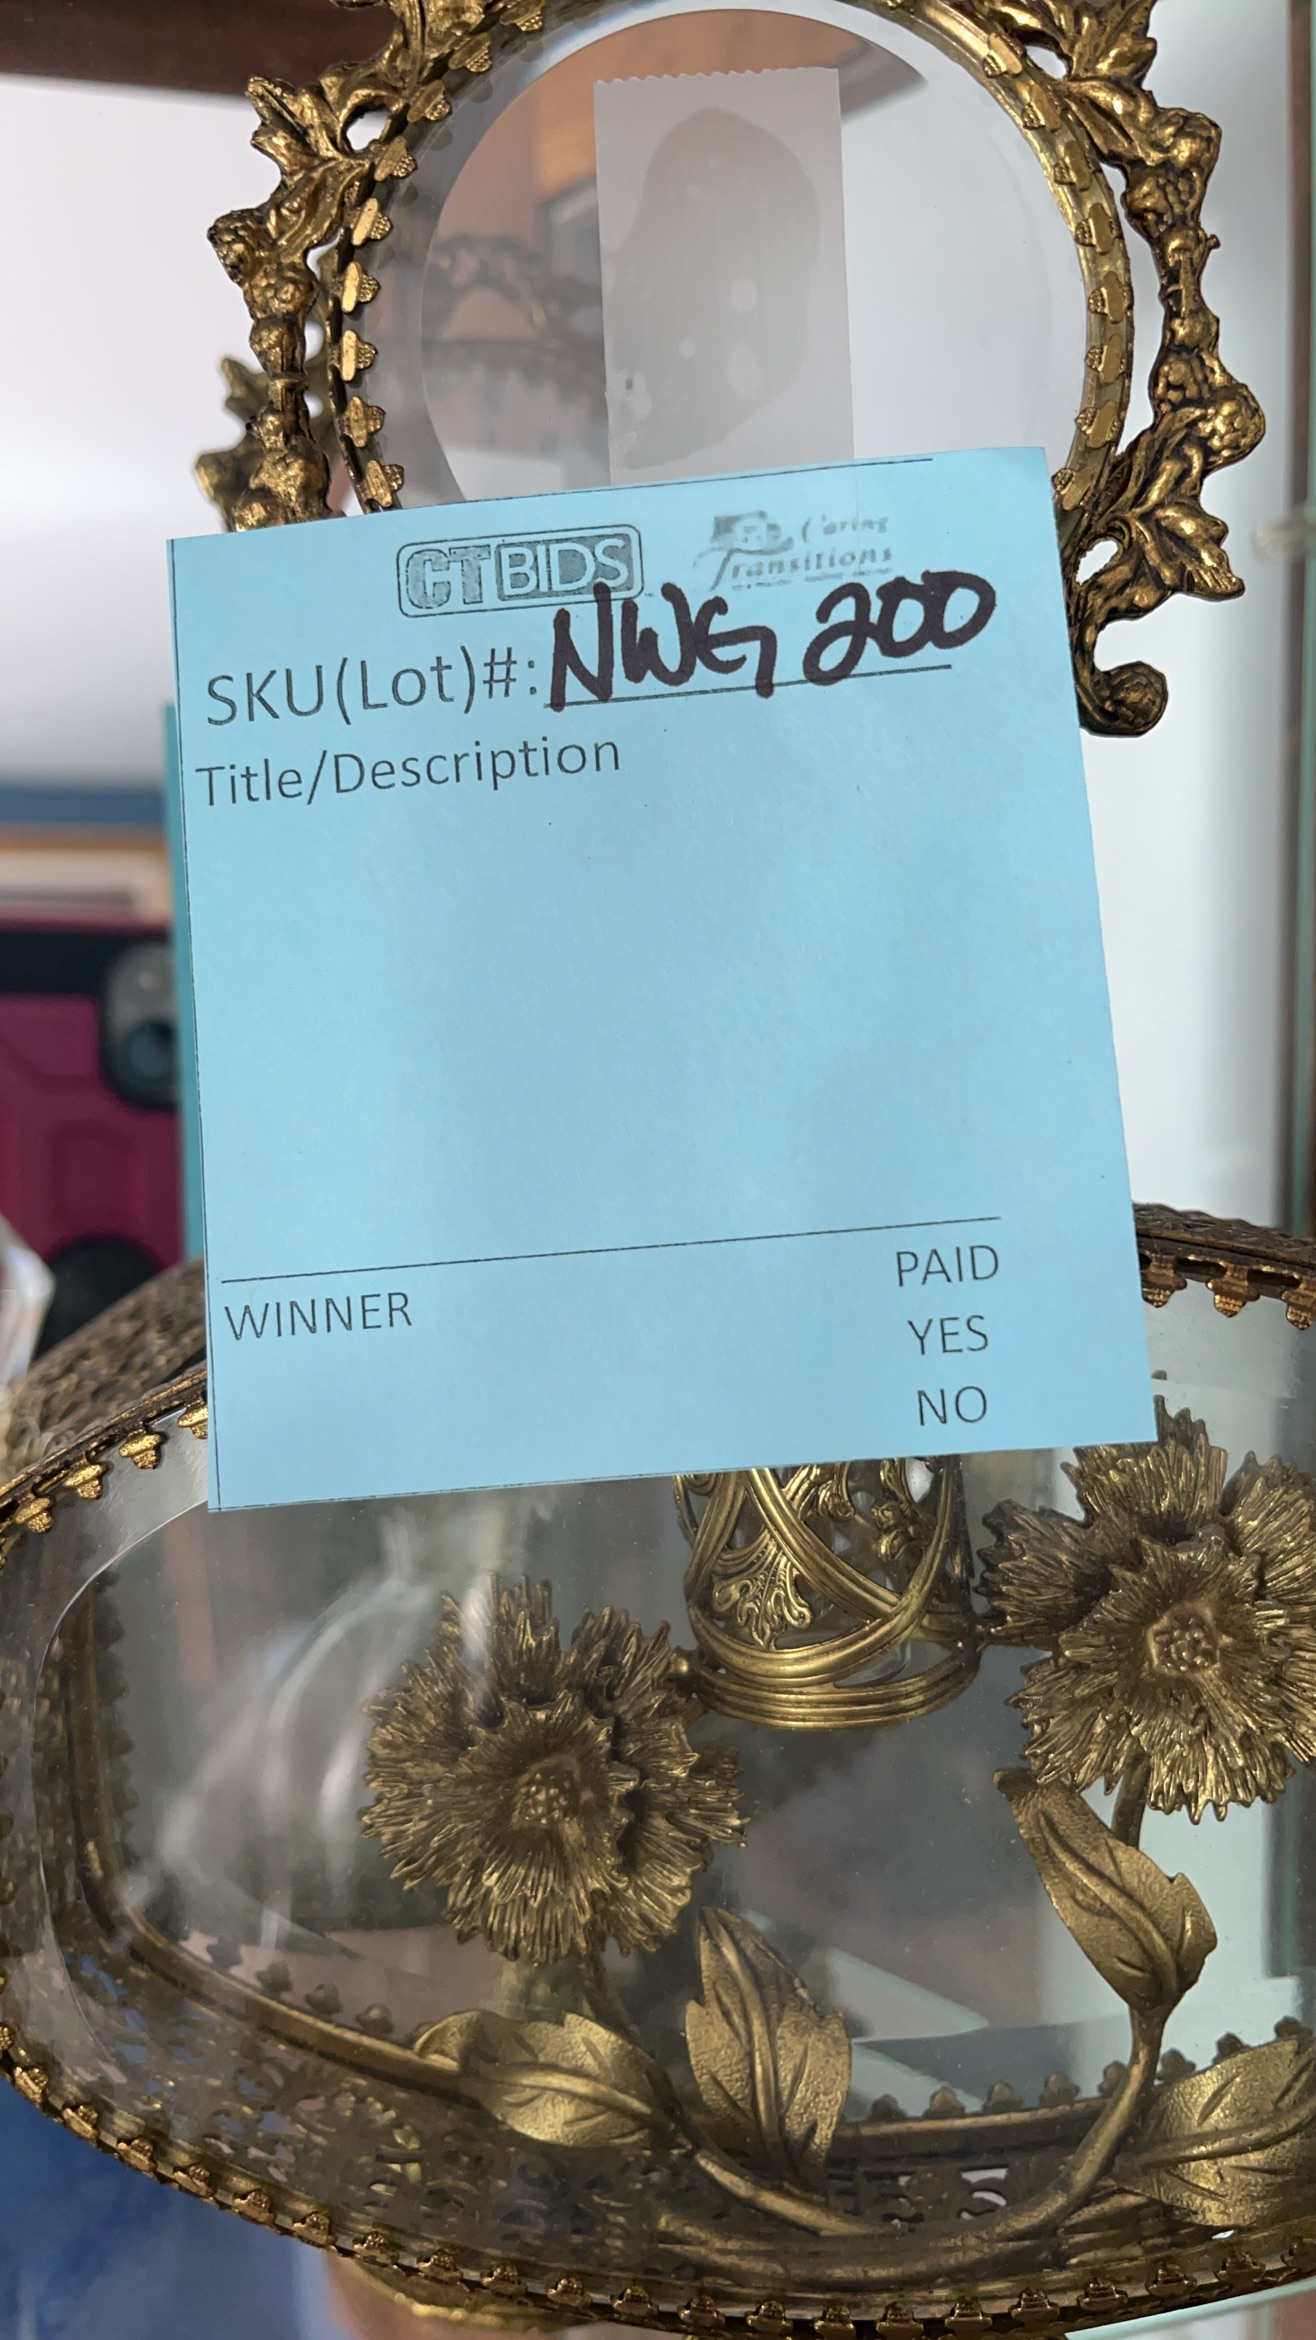 CTBIDS
Caring
Transitions
SKU(Lot)#: NWG 200
Title/Description
WINNER
PAID
YES
NO